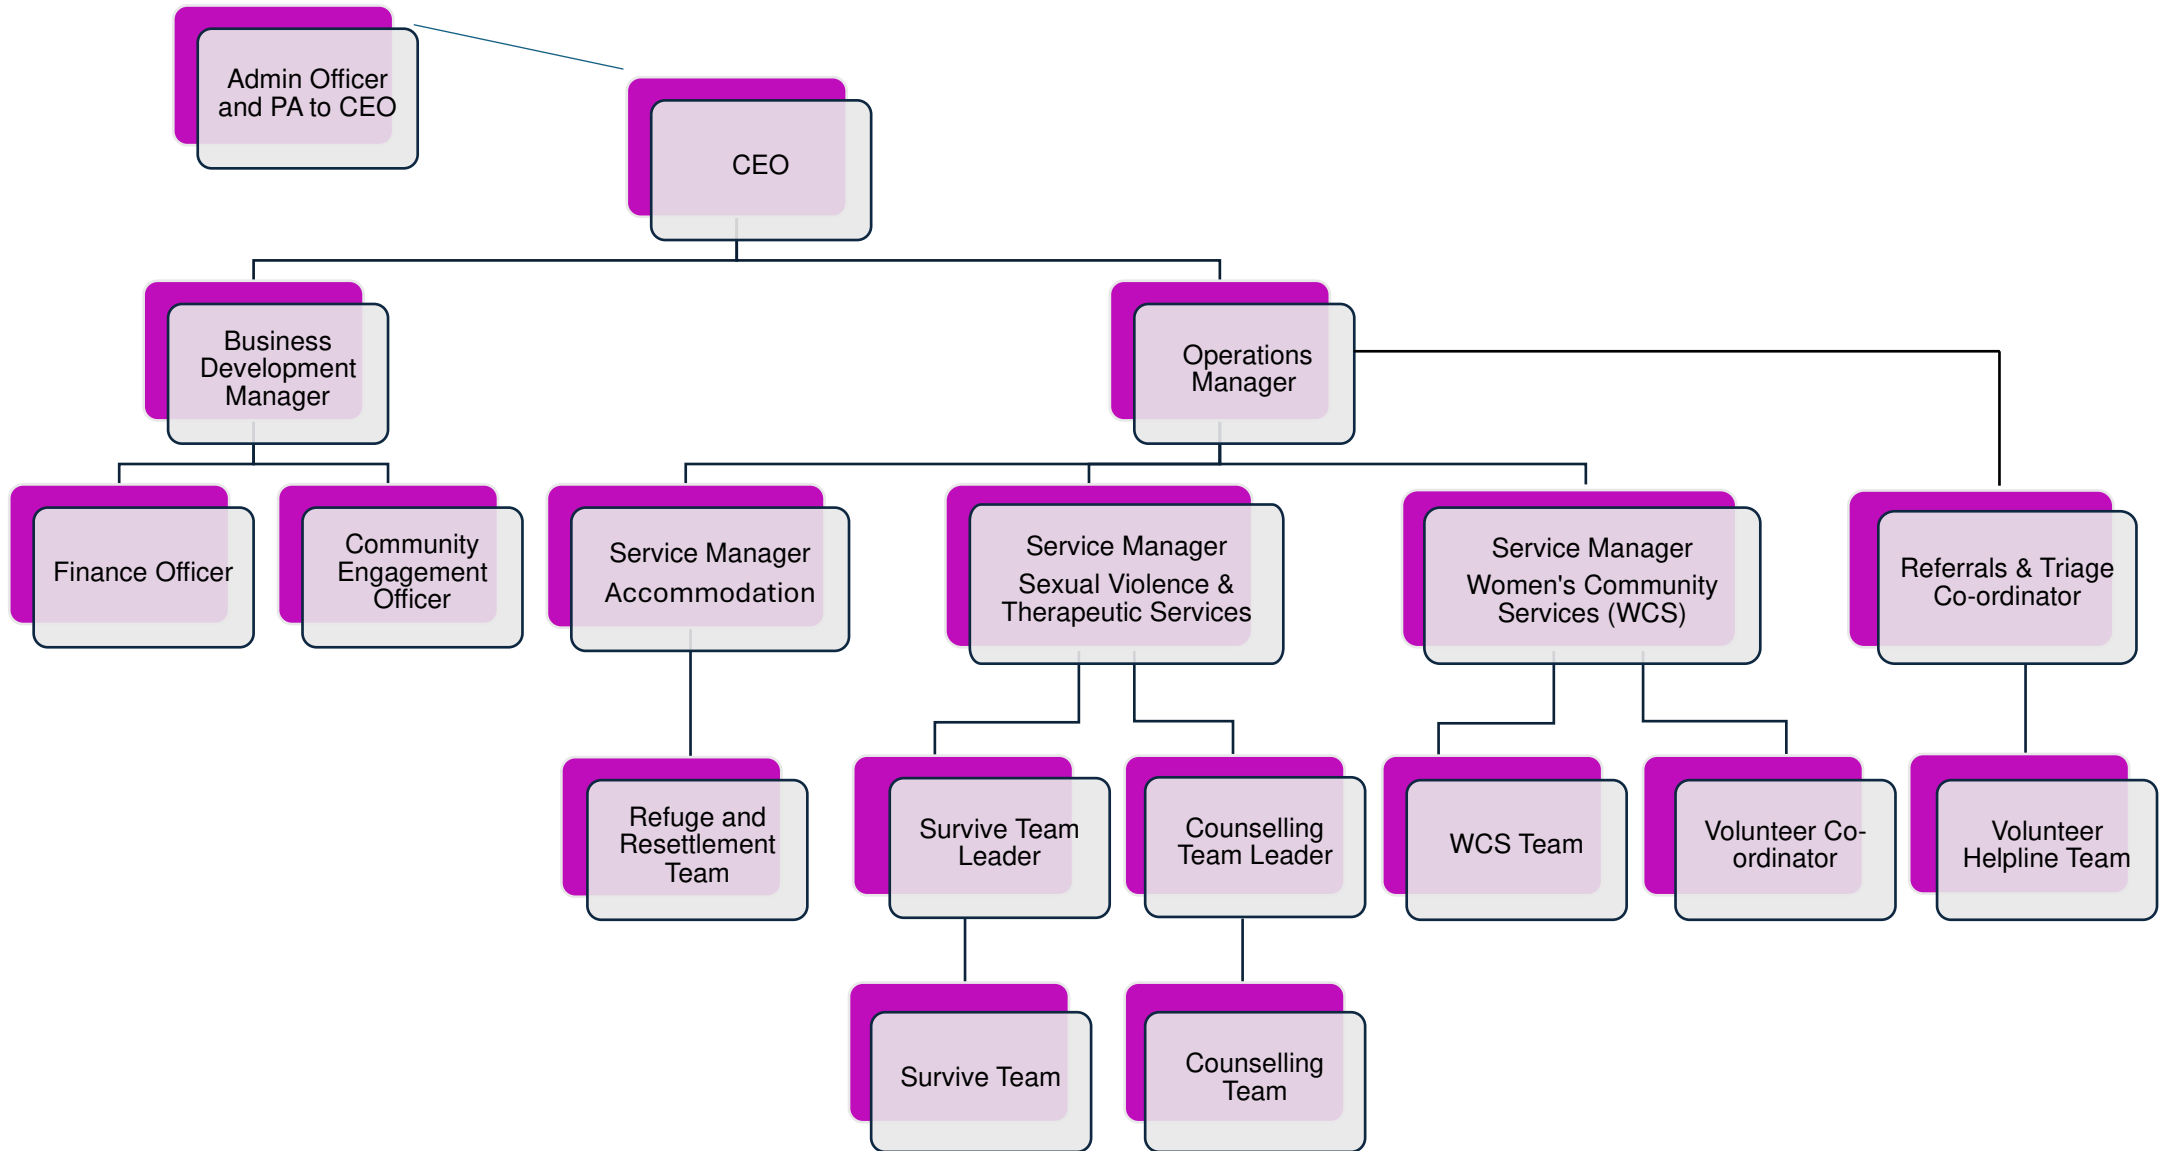 Admin Officer
and PA to CEO
CEO
Business
Development
Manager
Operations
Manager
Finance Officer
Community
Engagement
Officer
Service Manager
Accommodation
Service Manager
Sexual Violence &
Therapeutic Services
Service Manager
Women's Community
Services (WCS)
Referrals & Triage
Co-ordinator
Refuge and
Resettlement
Team
Survive Team
Leader
Counselling
Team Leader
WCS Team
Volunteer Co-
ordinator
Volunteer
Helpline Team
Survive Team
Counselling
Team